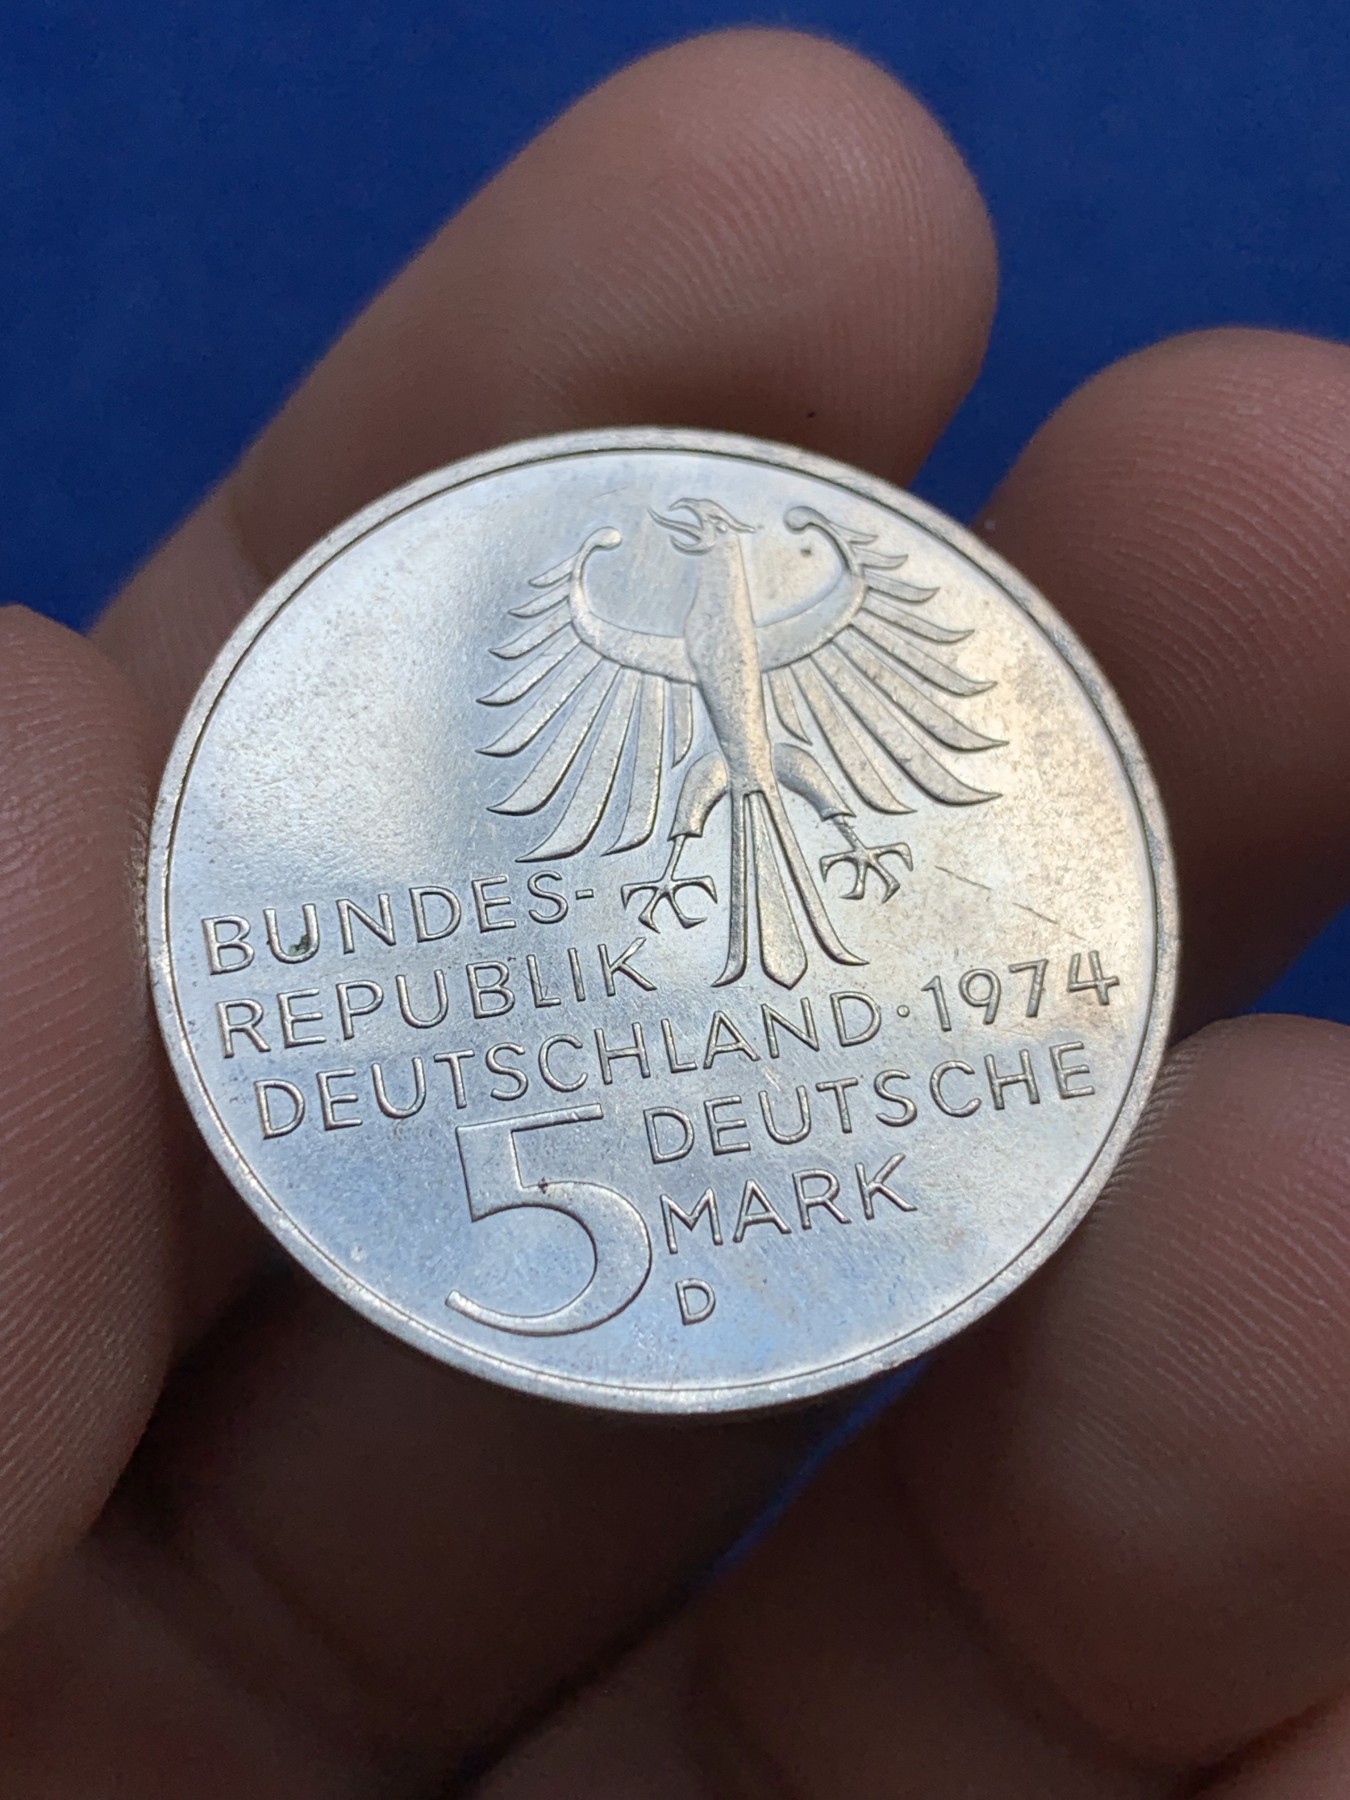 BUNDES-
REPUBLIK
DEUTSCHLAND · 1974
5 DEUTSCHE
MARK
D